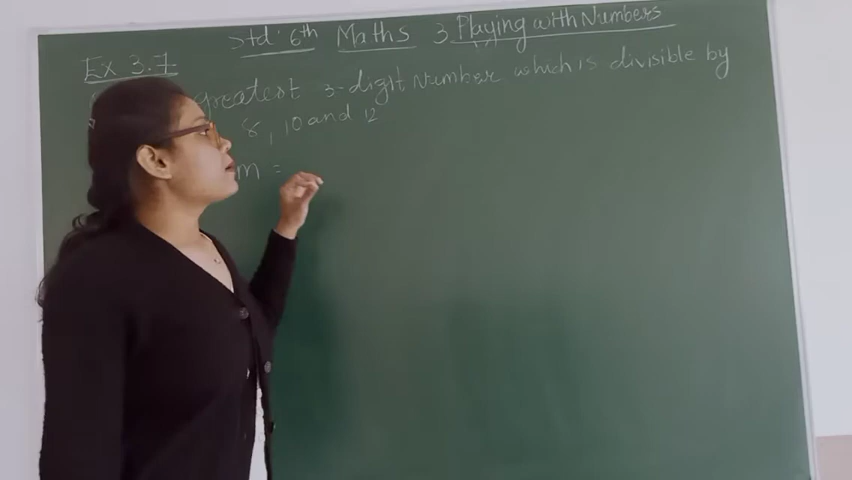 Std 6th Maths 3 Playing with Numbers
Ex 3.7
greatest 3-digit Number which is divisible by
8, 10 and 12
m =